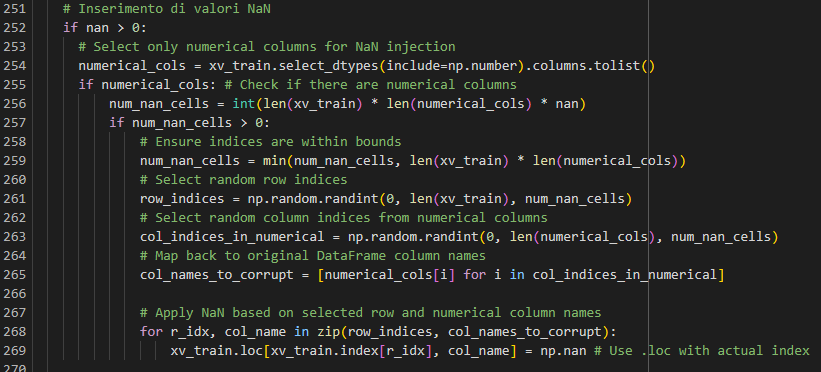 251 # Inserimento di valori NaN
252 if nan > 0:
253 # Select only numerical columns for NaN injection
254 numerical_cols = xv_train.select_dtypes(include=np.number).columns.tolist()
255 if numerical_cols: # Check if there are numerical columns
256 num_nan_cells = int(len(xv_train) * len(numerical_cols) * nan)
257 if num_nan_cells > 0:
258 # Ensure indices are within bounds
259 num_nan_cells = min(num_nan_cells, len(xv_train) * len(numerical_cols))
260 # Select random row indices
261 row_indices = np.random.randint(0, len(xv_train), num_nan_cells)
262 # Select random column indices from numerical columns
263 col_indices_in_numerical = np.random.randint(0, len(numerical_cols), num_nan_cells)
264 # Map back to original DataFrame column names
265 col_names_to_corrupt = [numerical_cols[i] for i in col_indices_in_numerical]
266
267 # Apply NaN based on selected row and numerical column names
268 for r_idx, col_name in zip(row_indices, col_names_to_corrupt):
269 xv_train.loc[xv_train.index[r_idx], col_name] = np.nan # Use .loc with actual index
270